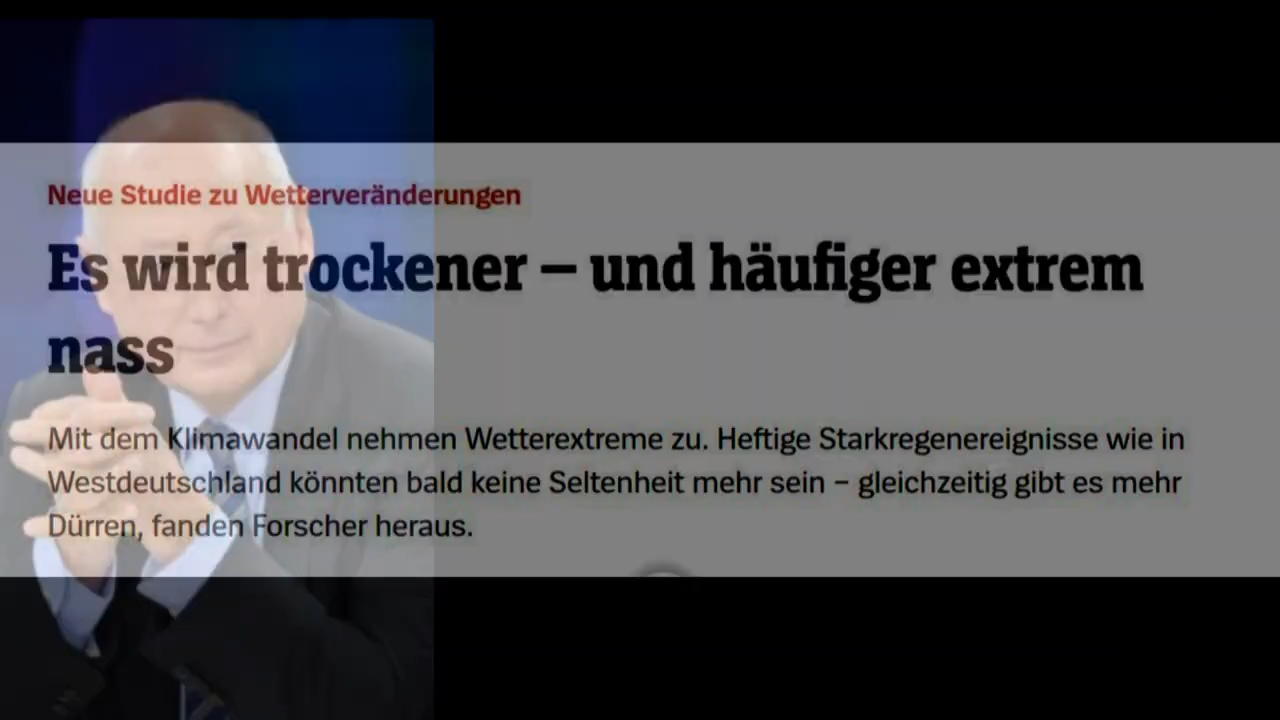 Neue Studie zu Wetterveränderungen
Es wird trockener – und häufiger extrem
nass
Mit dem Klimawandel nehmen Wetterextreme zu. Heftige Starkregenereignisse wie in
Westdeutschland könnten bald keine Seltenheit mehr sein – gleichzeitig gibt es mehr
Dürren, fanden Forscher heraus.